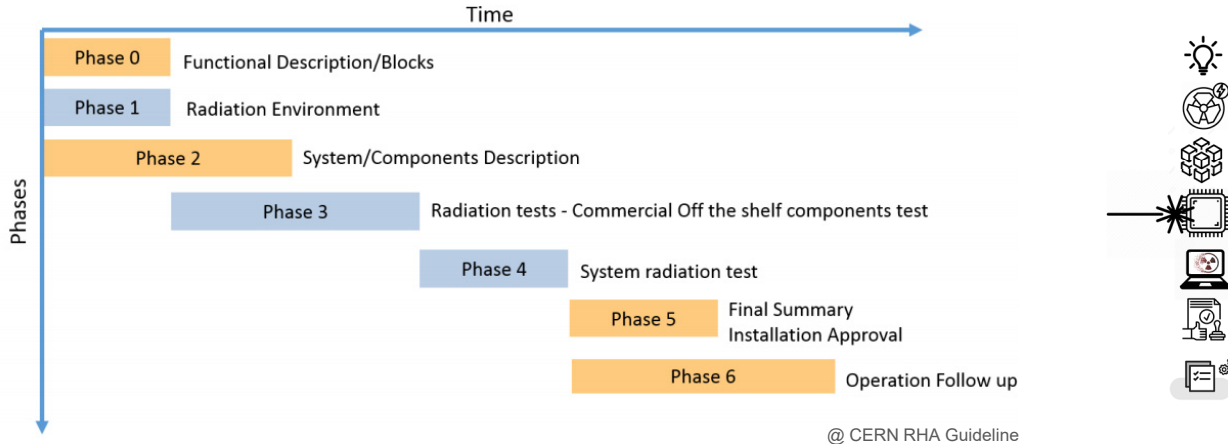 Time
Phases
Phase 0
Functional Description/Blocks
Phase 1
Radiation Environment
Phase 2
System/Components Description
Phase 3
Radiation tests - Commercial Off the shelf components test
Phase 4
System radiation test
Phase 5
Final Summary
Installation Approval
Phase 6
Operation Follow up
@ CERN RHA Guideline